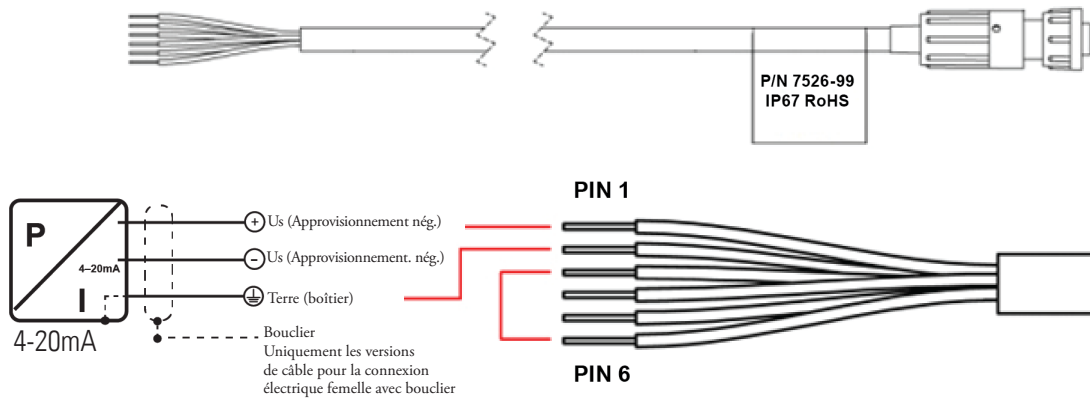 P/N 7526-99
IP67 RoHS
PIN 1
P
4–20mA
I
4-20mA
+ Us (Approvisionnement nég.)
– Us (Approvisionnement. nég.)
Terre (boîtier)
Bouclier
Uniquement les versions
de câble pour la connexion
électrique femelle avec bouclier
PIN 6